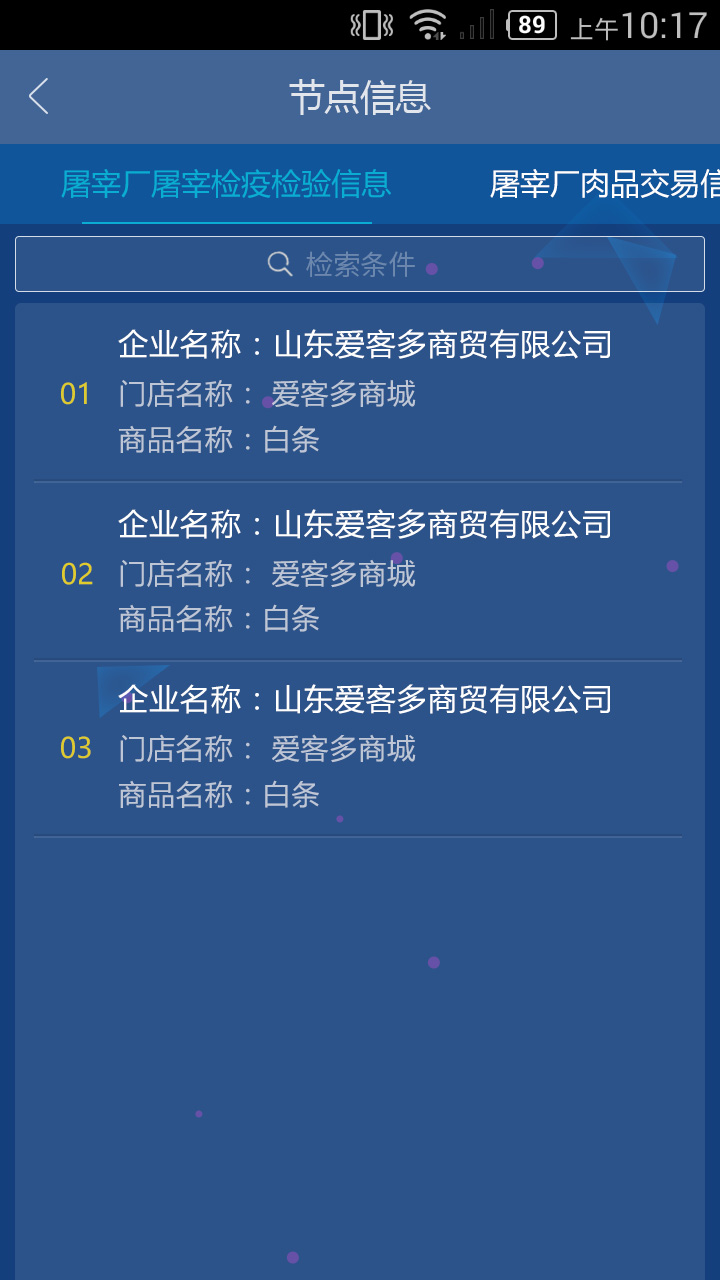 89 上午10:17
节点信息
屠宰厂屠宰检疫检验信息 屠宰厂肉品交易信
检索条件
企业名称：山东爱客多商贸有限公司
01 门店名称： 爱客多商城
商品名称：白条
企业名称：山东爱客多商贸有限公司
02 门店名称： 爱客多商城
商品名称：白条
企业名称：山东爱客多商贸有限公司
03 门店名称： 爱客多商城
商品名称：白条